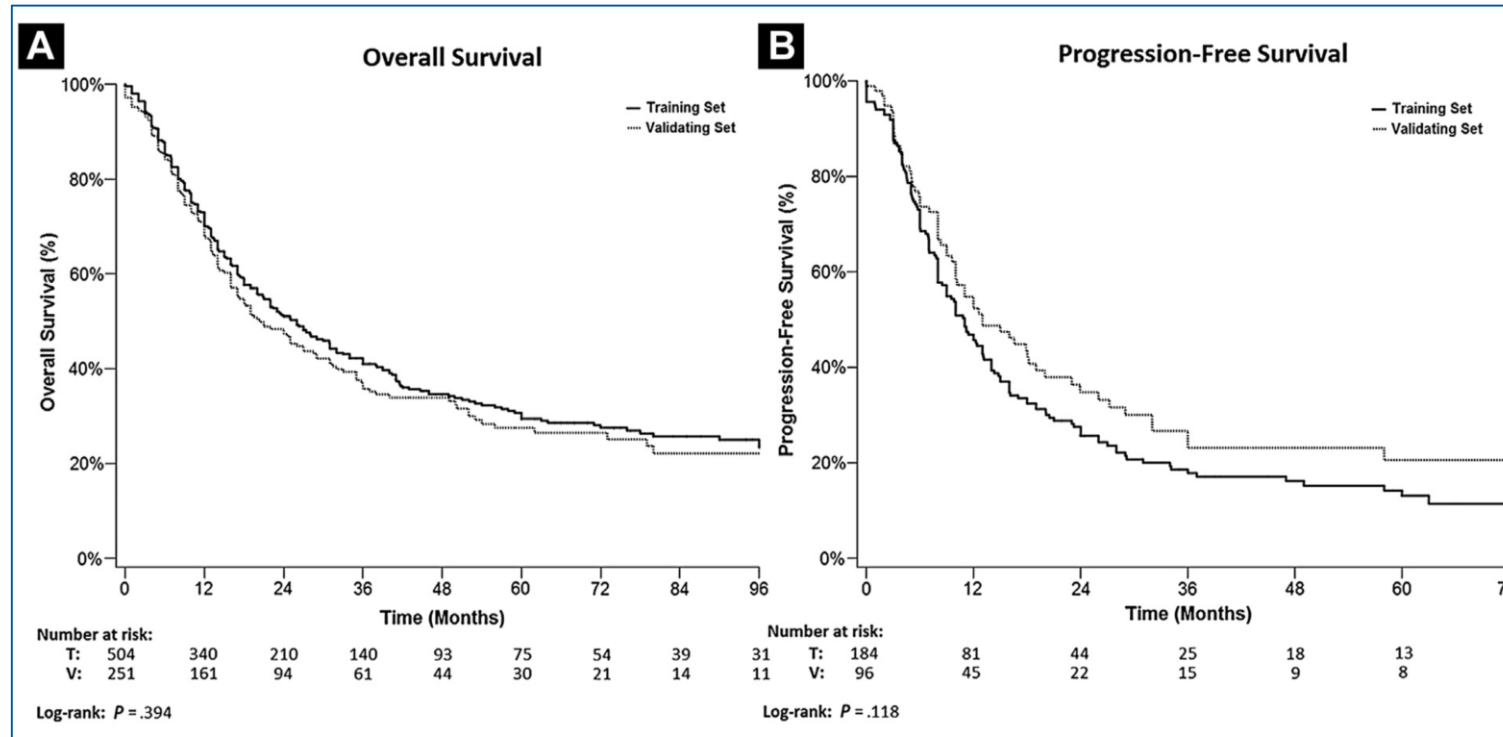 A
Overall Survival
100%
80%
60%
40%
20%
0%
Overall Survival (%)
Training Set
Validating Set
0 12 24 36 48 60 72 84 96
Time (Months)
Number at risk:
T: 504 340 210 140 93 75 54 39 31
V: 251 161 94 61 44 30 21 14 11
Log-rank: P = .394
B
Progression-Free Survival
100%
80%
60%
40%
20%
0%
Progression-Free Survival (%)
Training Set
Validating Set
0 12 24 36 48 60 7
Time (Months)
Number at risk:
T: 184 81 44 25 18 13
V: 96 45 22 15 9 8
Log-rank: P = .118